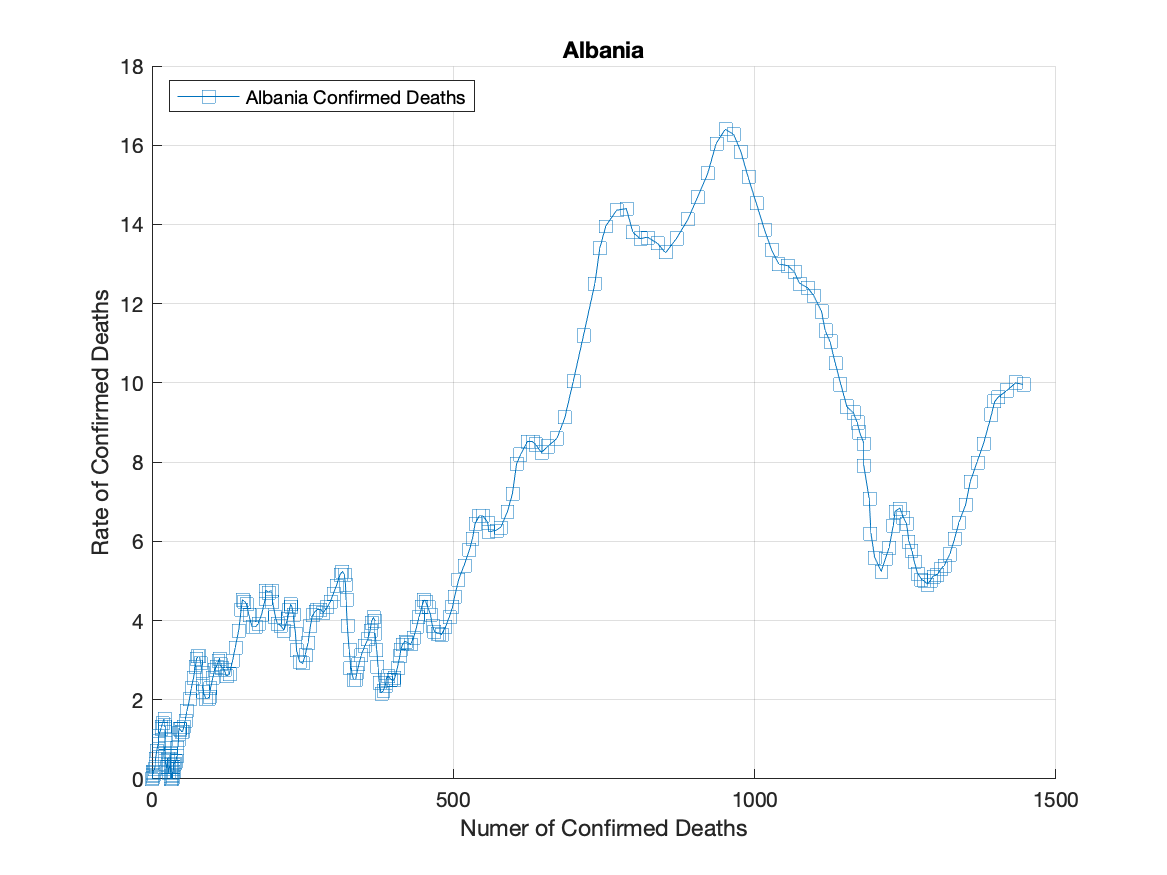 Albania
Albania Confirmed Deaths
18
16
14
12
10
8
6
4
2
0
Rate of Confirmed Deaths
0 500 1000 1500
Numer of Confirmed Deaths